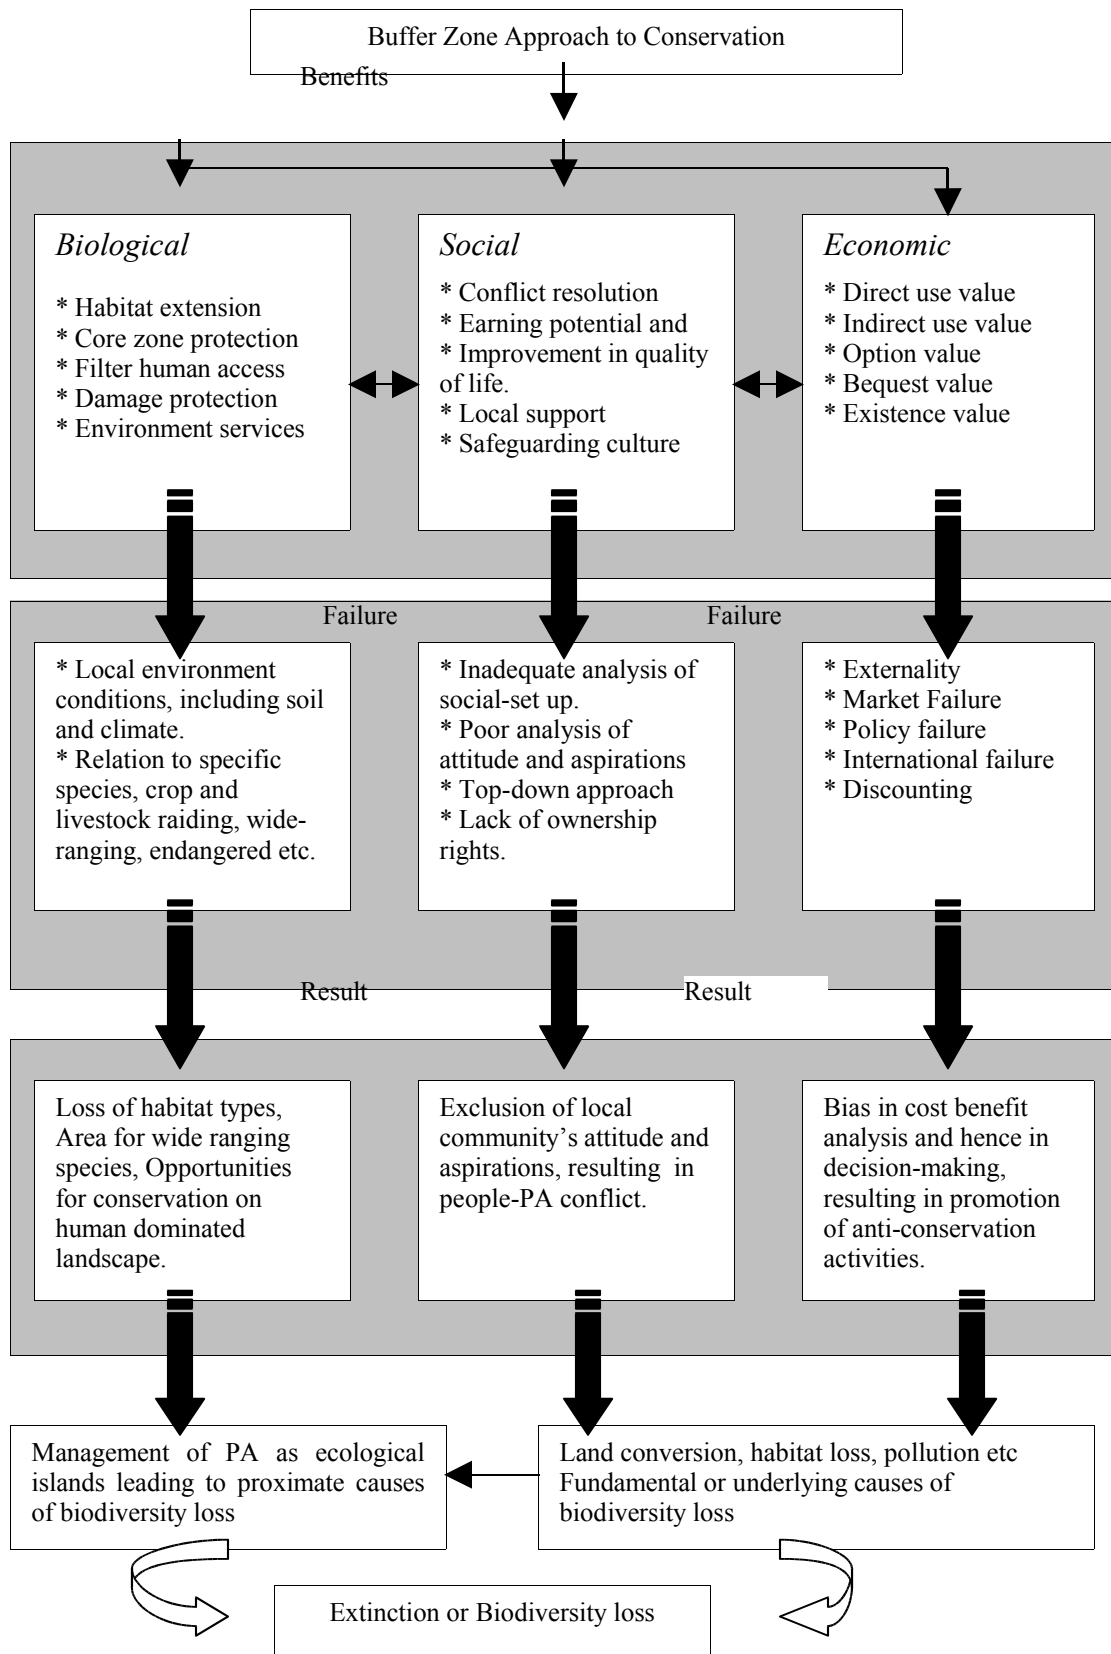 Buffer Zone Approach to Conservation
Benefits
Biological
* Habitat extension
* Core zone protection
* Filter human access
* Damage protection
* Environment services
Social
* Conflict resolution
* Earning potential and
* Improvement in quality
of life.
* Local support
* Safeguarding culture
Economic
* Direct use value
* Indirect use value
* Option value
* Bequest value
* Existence value
Failure
Failure
* Local environment
conditions, including soil
and climate.
* Relation to specific
species, crop and
livestock raiding, wide-
ranging, endangered etc.
* Inadequate analysis of
social-set up.
* Poor analysis of
attitude and aspirations
* Top-down approach
* Lack of ownership
rights.
* Externality
* Market Failure
* Policy failure
* International failure
* Discounting
Result
Result
Loss of habitat types,
Area for wide ranging
species, Opportunities
for conservation on
human dominated
landscape.
Exclusion of local
community’s attitude and
aspirations, resulting in
people-PA conflict.
Bias in cost benefit
analysis and hence in
decision-making,
resulting in promotion
of anti-conservation
activities.
Management of PA as ecological
islands leading to proximate causes
of biodiversity loss
Land conversion, habitat loss, pollution etc
Fundamental or underlying causes of
biodiversity loss
Extinction or Biodiversity loss